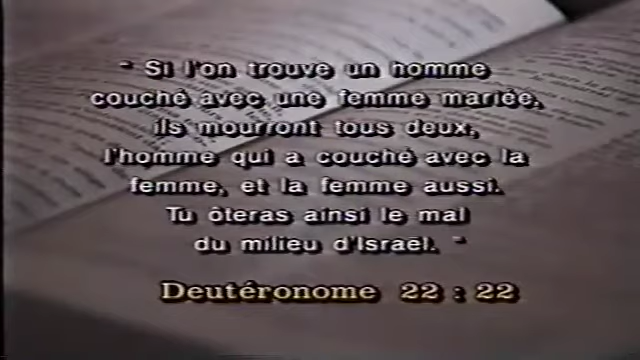 " Si l'on trouve un homme
couché avec une femme mariée,
ils mourront tous deux,
l'homme qui a couché avec la
femme, et la femme aussi.
Tu ôteras ainsi le mal
du milieu d'Israël. "
Deutéronome 22 : 22